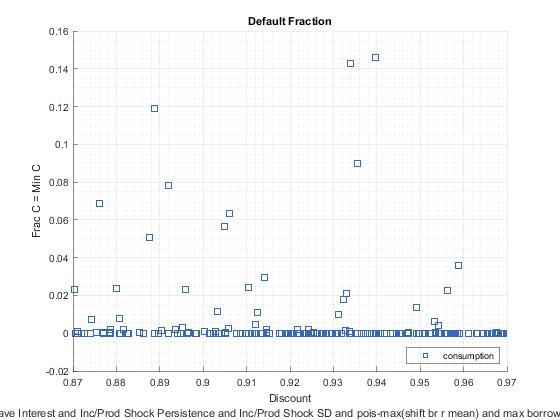 Default Fraction
0.16
0.14
0.12
0.1
0.08
0.06
0.04
0.02
0
-0.02
Frac C = Min C
consumption
0.87 0.88 0.89 0.9 0.91 0.92 0.93 0.94 0.95 0.96 0.97
Discount
ave Interest and Inc/Prod Shock Persistence and Inc/Prod Shock SD and pois-max(shift br r mean) and max borrow